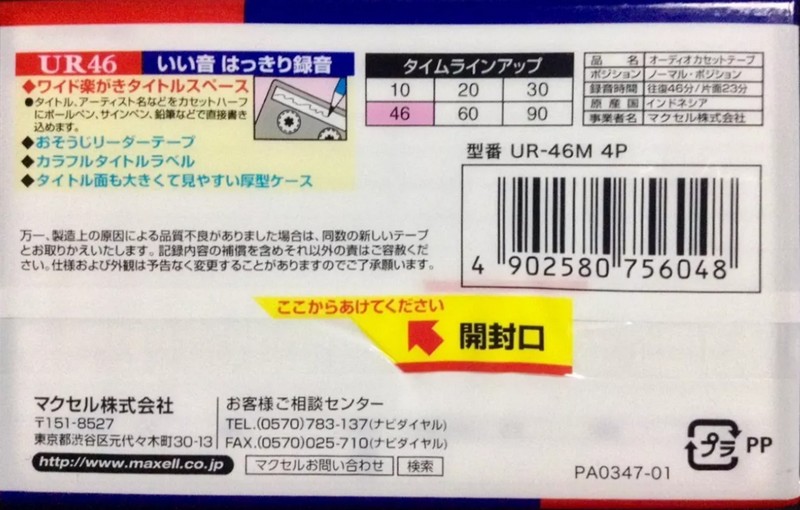 UR46 いい音 はっきり録音
◆ワイド楽がきタイトルスペース
●タイトル、アーティスト名などをカセットハーフ
にボールペン、サインペン、鉛筆などで直接書き
込めます。
◆おそうじリーダーテープ
◆カラフルタイトルラベル
◆タイトル面も大きくて見やすい厚型ケース
タイムラインアップ
10 20 30
46 60 90
品名 オーディオカセットテープ
ポジション ノーマル・ポジション
録音時間 往復46分/片面23分
原産国 インドネシア
事業者名 マクセル株式会社
型番 UR-46M 4P
4 902580 756048
万一、製造上の原因による品質不良がありました場合は、同数の新しいテープ
とお取りかえいたします。記録内容の補償を含めそれ以外の責はご容赦くだ
さい。仕様および外観は予告なく変更することがありますのでご了承願います。
ここからあけてください
開封口
マクセル株式会社
〒151-8527
東京都渋谷区元代々木町30-13
http://www.maxell.co.jp
お客様ご相談センター
TEL.(0570)783-137(ナビダイヤル)
FAX.(0570)025-710(ナビダイヤル)
マクセルお問い合わせ 検索
PA0347-01
プラ PP